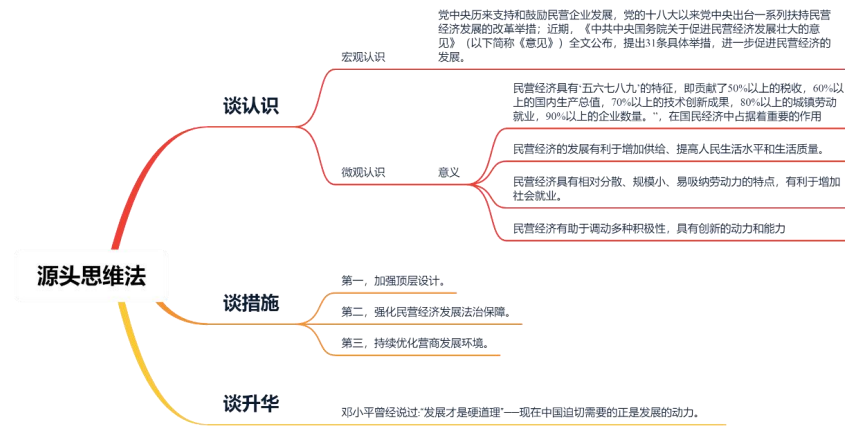 党中央历来支持和鼓励民营企业发展，党的十八大以来党中央出台一系列扶持民营
经济发展的改革举措；近期，《中共中央国务院关于促进民营经济发展壮大的意
见》（以下简称《意见》）全文公布，提出31条具体举措，进一步促进民营经济的
发展。
宏观认识
民营经济具有‘五六七八九’的特征，即贡献了50%以上的税收，60%以
上的国内生产总值，70%以上的技术创新成果，80%以上的城镇劳动
就业，90%以上的企业数量。”，在国民经济中占据着重要的作用
谈认识
民营经济的发展有利于增加供给、提高人民生活水平和生活质量。
微观认识
意义
民营经济具有相对分散、规模小、易吸纳劳动力的特点，有利于增加
社会就业。
民营经济有助于调动多种积极性，具有创新的动力和能力
源头思维法
第一，加强顶层设计。
谈措施
第二，强化民营经济发展法治保障。
第三，持续优化营商发展环境。
谈升华
邓小平曾经说过:“发展才是硬道理”──现在中国迫切需要的正是发展的动力。